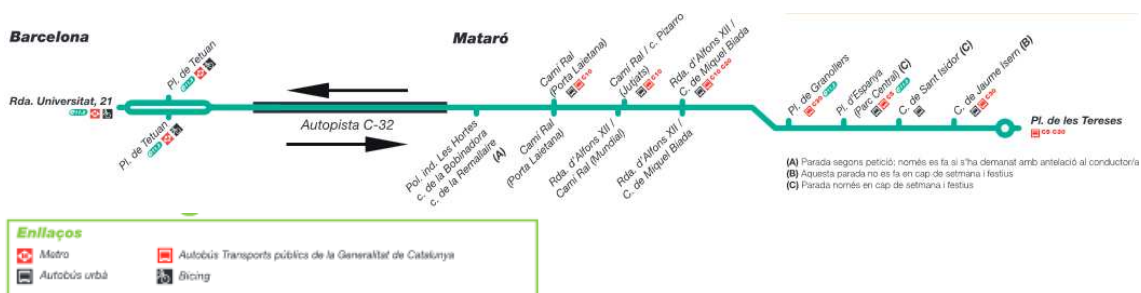 Barcelona
Mataró
Rda. Universitat, 21
Pl. de Tetuan
Pl. de Tetuan
Autopista C-32
Pol. ind. Les Hortes
c. de la Bobinadora
c. de la Remallaire (A)
Camí Ral
(Porta Laietana)
C10
Camí Ral
(Porta Laietana)
Camí Ral / c. Pizarro
(Jutjats)
C10
Rda. d'Alfons XII /
Camí Ral (Mundial)
Rda. d'Alfons XII /
C. de Miquel Biada
C10 C20
Rda. d'Alfons XII /
C. de Miquel Biada
Pl. de Granollers
Pl. d'Espanya
(Parc Central) (C)
C. de Sant Isidor (C)
C. de Jaume Isern (B)
Pl. de les Tereses
(A) Parada segons petició: només es fa si s'ha demanat amb antelació al conductor/a
(B) Aquesta parada no es fa en cap de setmana i festius
(C) Parada només en cap de setmana i festius
Enllaços
Metro
Autobús Transports públics de la Generalitat de Catalunya
Autobús urbà
Bicing